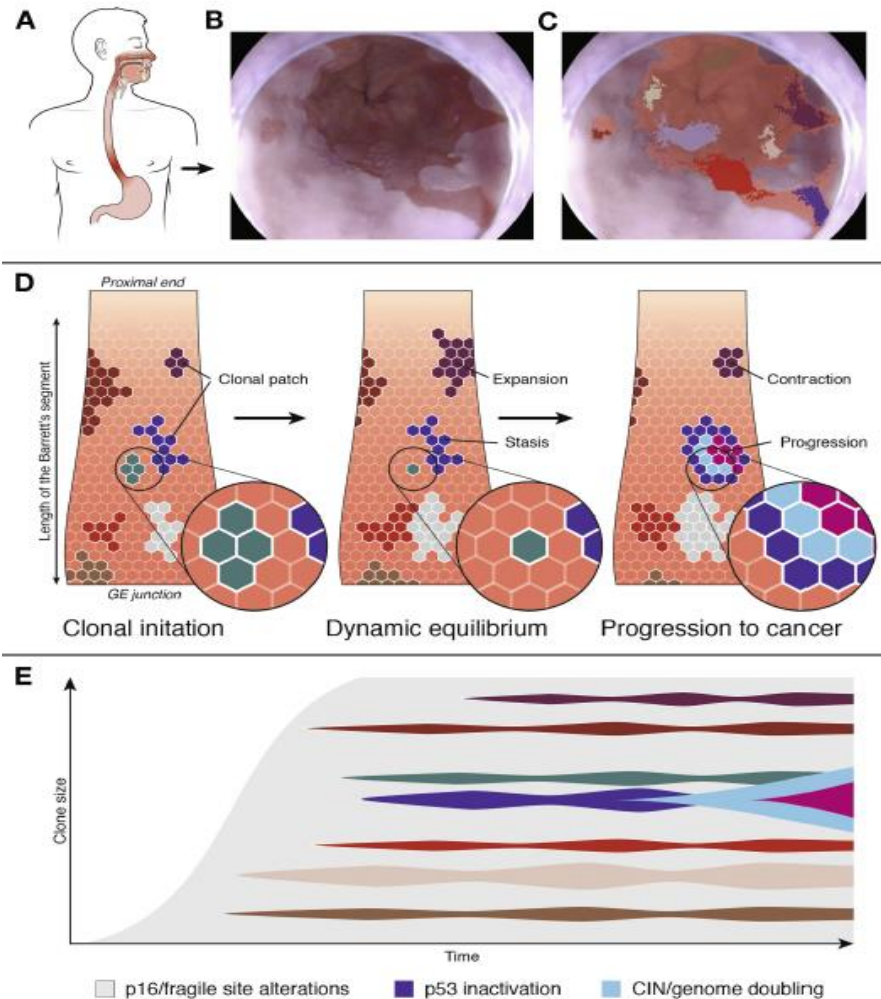 A
B
C
D
Proximal end
Length of the Barrett's segment
Clonal patch
Expansion
Stasis
Contraction
Progression
GE junction
Clonal initation
Dynamic equilibrium
Progression to cancer
E
Clone size
Time
p16/fragile site alterations
p53 inactivation
CIN/genome doubling